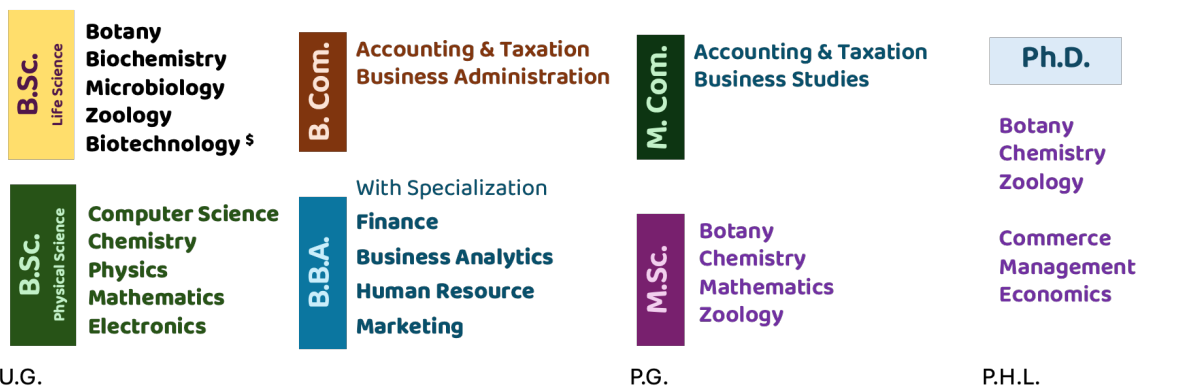 B.Sc.
Life Science
Botany
Biochemistry
Microbiology
Zoology
Biotechnology $
B.Sc.
Physical Science
Computer Science
Chemistry
Physics
Mathematics
Electronics
B. Com.
Accounting & Taxation
Business Administration
B.B.A.
With Specialization
Finance
Business Analytics
Human Resource
Marketing
U.G.
M. Com.
Accounting & Taxation
Business Studies
M.Sc.
Botany
Chemistry
Mathematics
Zoology
P.G.
Ph.D.
Botany
Chemistry
Zoology
Commerce
Management
Economics
P.H.L.